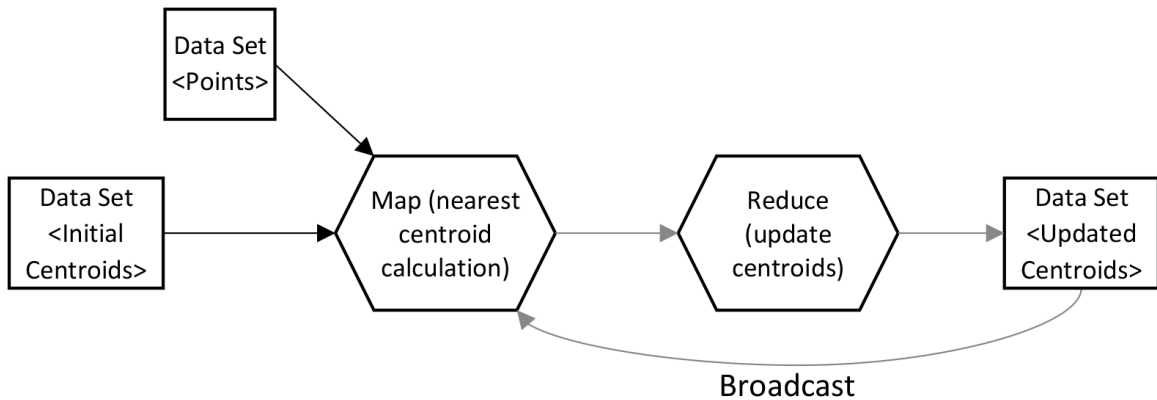 Data Set
<Points>
Data Set
<Initial
Centroids>
Map (nearest
centroid
calculation)
Reduce
(update
centroids)
Data Set
<Updated
Centroids>
Broadcast